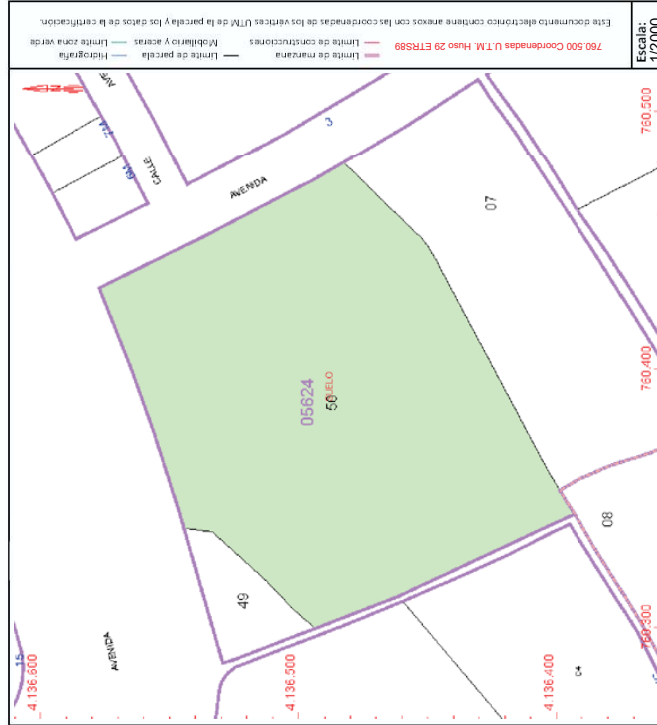 Escala:
1/2000
Este documento electrónico contiene anexos con las coordenadas de los vértices UTM de la parcela y los datos de la certificación.
760.500 Coordenadas U.T.M. Huso 29 ETRS89
Límite de manzana
Límite de construcciones
Límite de parcela
Mobiliario y aceras
Hidrografía
Límite zona verde
AVE
CALLE
AVENDA
3
07
05624
50
49
08
AVENIDA
15
4.136.600
4.136.500
4.136.400
760,500
760,400
760,300